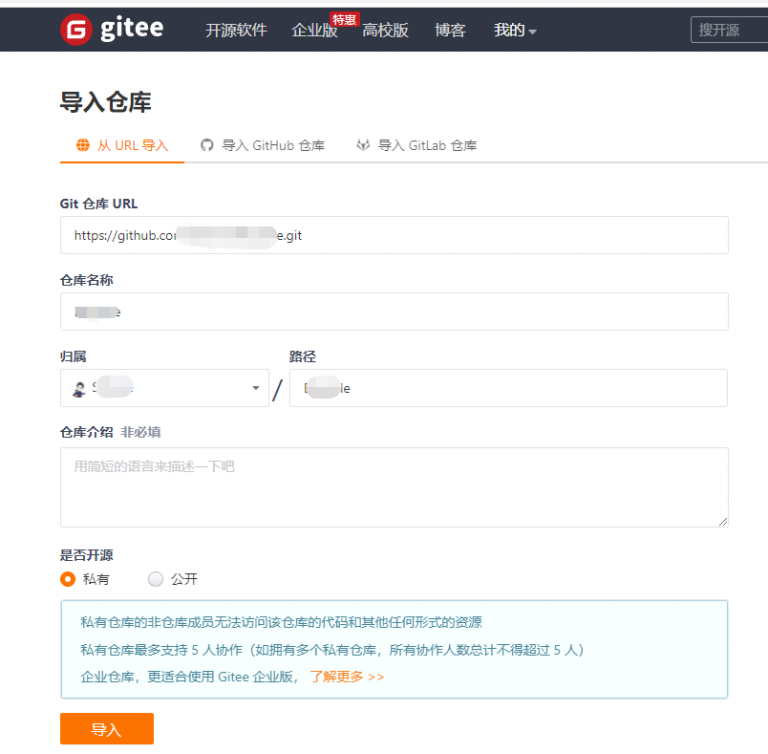 gitee 开源软件 企业版 特惠 高校版 博客 我的 搜开源
导入仓库
从 URL 导入 导入 GitHub 仓库 导入 GitLab 仓库
Git 仓库 URL
https://github.co e.git
仓库名称
e
归属 路径
/ le
仓库介绍 非必填
用简短的语言来描述一下吧
是否开源
私有 公开
私有仓库的非仓库成员无法访问该仓库的代码和其他任何形式的资源
私有仓库最多支持 5 人协作（如拥有多个私有仓库，所有协作人数总计不得超过 5 人）
企业仓库，更适合使用 Gitee 企业版， 了解更多 >>
导入